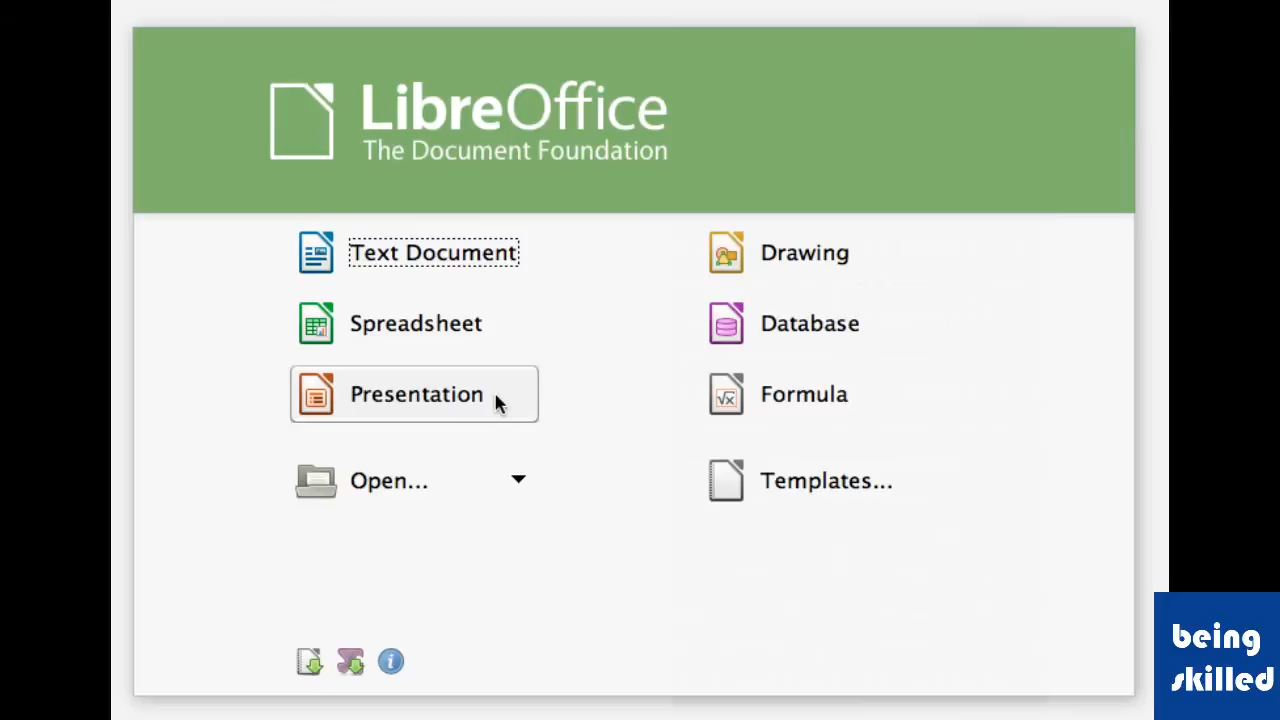 LibreOffice
The Document Foundation
Text Document
Drawing
Spreadsheet
Database
Presentation
Formula
Open...
Templates...
being
skilled